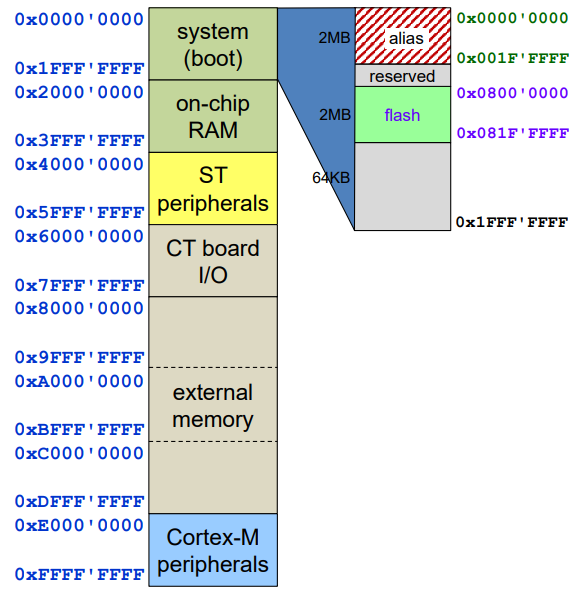 0x0000'0000
0x1FFF'FFFF
0x2000'0000
0x3FFF'FFFF
0x4000'0000
0x5FFF'FFFF
0x6000'0000
0x7FFF'FFFF
0x8000'0000
0x9FFF'FFFF
0xA000'0000
0xBFFF'FFFF
0xC000'0000
0xDFFF'FFFF
0xE000'0000
0xFFFF'FFFF
system
(boot)
on-chip
RAM
ST
peripherals
CT board
I/O
external
memory
Cortex-M
peripherals
2MB
2MB
64KB
alias
reserved
flash
0x0000'0000
0x001F'FFFF
0x0800'0000
0x081F'FFFF
0x1FFF'FFFF